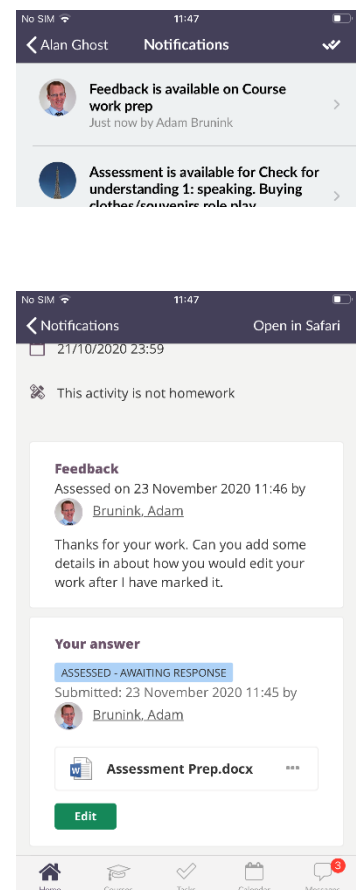 No SIM 11:47
Alan Ghost Notifications
Feedback is available on Course
work prep
Just now by Adam Brunink
Assessment is available for Check for
understanding 1: speaking. Buying
clothes/souvenirs role play
No SIM 11:47
Notifications Open in Safari
21/10/2020 23:59
This activity is not homework
Feedback
Assessed on 23 November 2020 11:46 by
Brunink, Adam
Thanks for your work. Can you add some
details in about how you would edit your
work after I have marked it.
Your answer
ASSESSED - AWAITING RESPONSE
Submitted: 23 November 2020 11:45 by
Brunink, Adam
W Assessment Prep.docx
Edit
3
Home Courses Tasks Calendar Messages